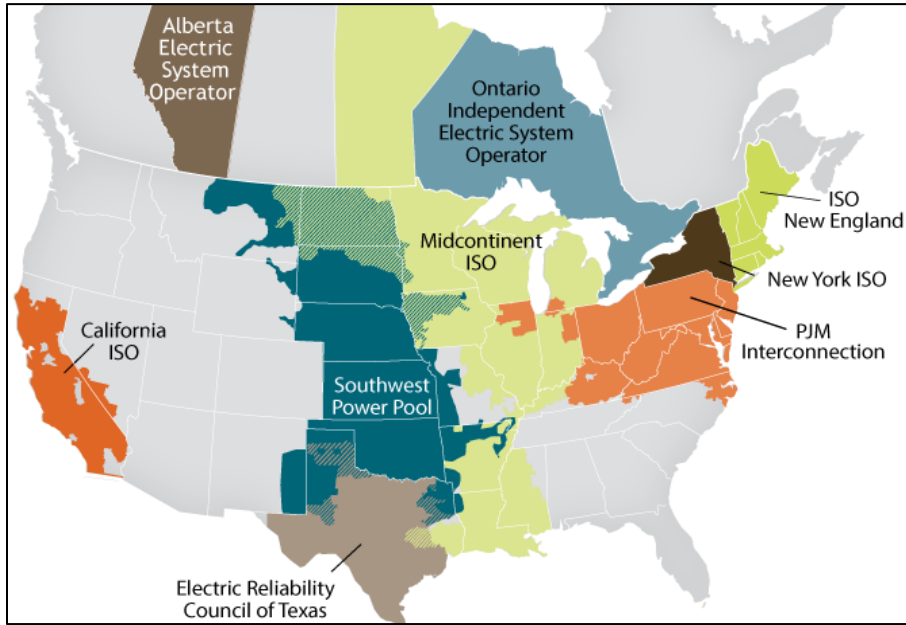 Alberta
Electric
System
Operator
Ontario
Independent
Electric System
Operator
ISO
New England
Midcontinent
ISO
New York ISO
California
ISO
PJM
Interconnection
Southwest
Power Pool
Electric Reliability
Council of Texas